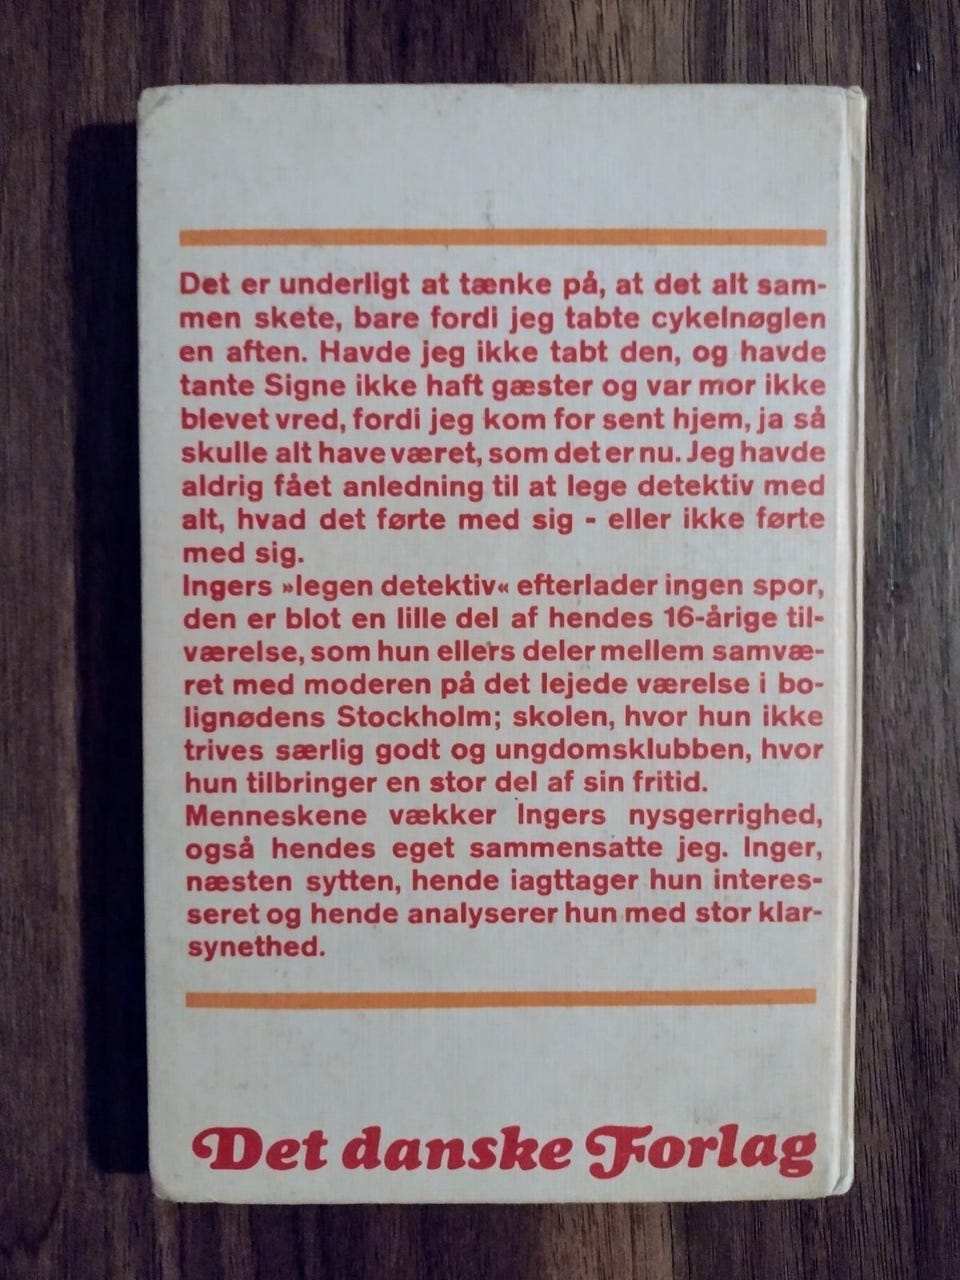 Det er underligt at tænke på, at det alt sam-
men skete, bare fordi jeg tabte cykelnøglen
en aften. Havde jeg ikke tabt den, og havde
tante Signe ikke haft gæster og var mor ikke
blevet vred, fordi jeg kom for sent hjem, ja så
skulle alt have været, som det er nu. Jeg havde
aldrig fået anledning til at lege detektiv med
alt, hvad det førte med sig - eller ikke førte
med sig.
Ingers »legen detektiv« efterlader ingen spor,
den er blot en lille del af hendes 16-årige til-
værelse, som hun ellers deler mellem samvæ-
ret med moderen på det lejede værelse i bo-
lignødens Stockholm; skolen, hvor hun ikke
trives særlig godt og ungdomsklubben, hvor
hun tilbringer en stor del af sin fritid.
Menneskene vækker Ingers nysgerrighed,
også hendes eget sammensatte jeg. Inger,
næsten sytten, hende iagttager hun interes-
seret og hende analyserer hun med stor klar-
synethed.
Det danske Forlag